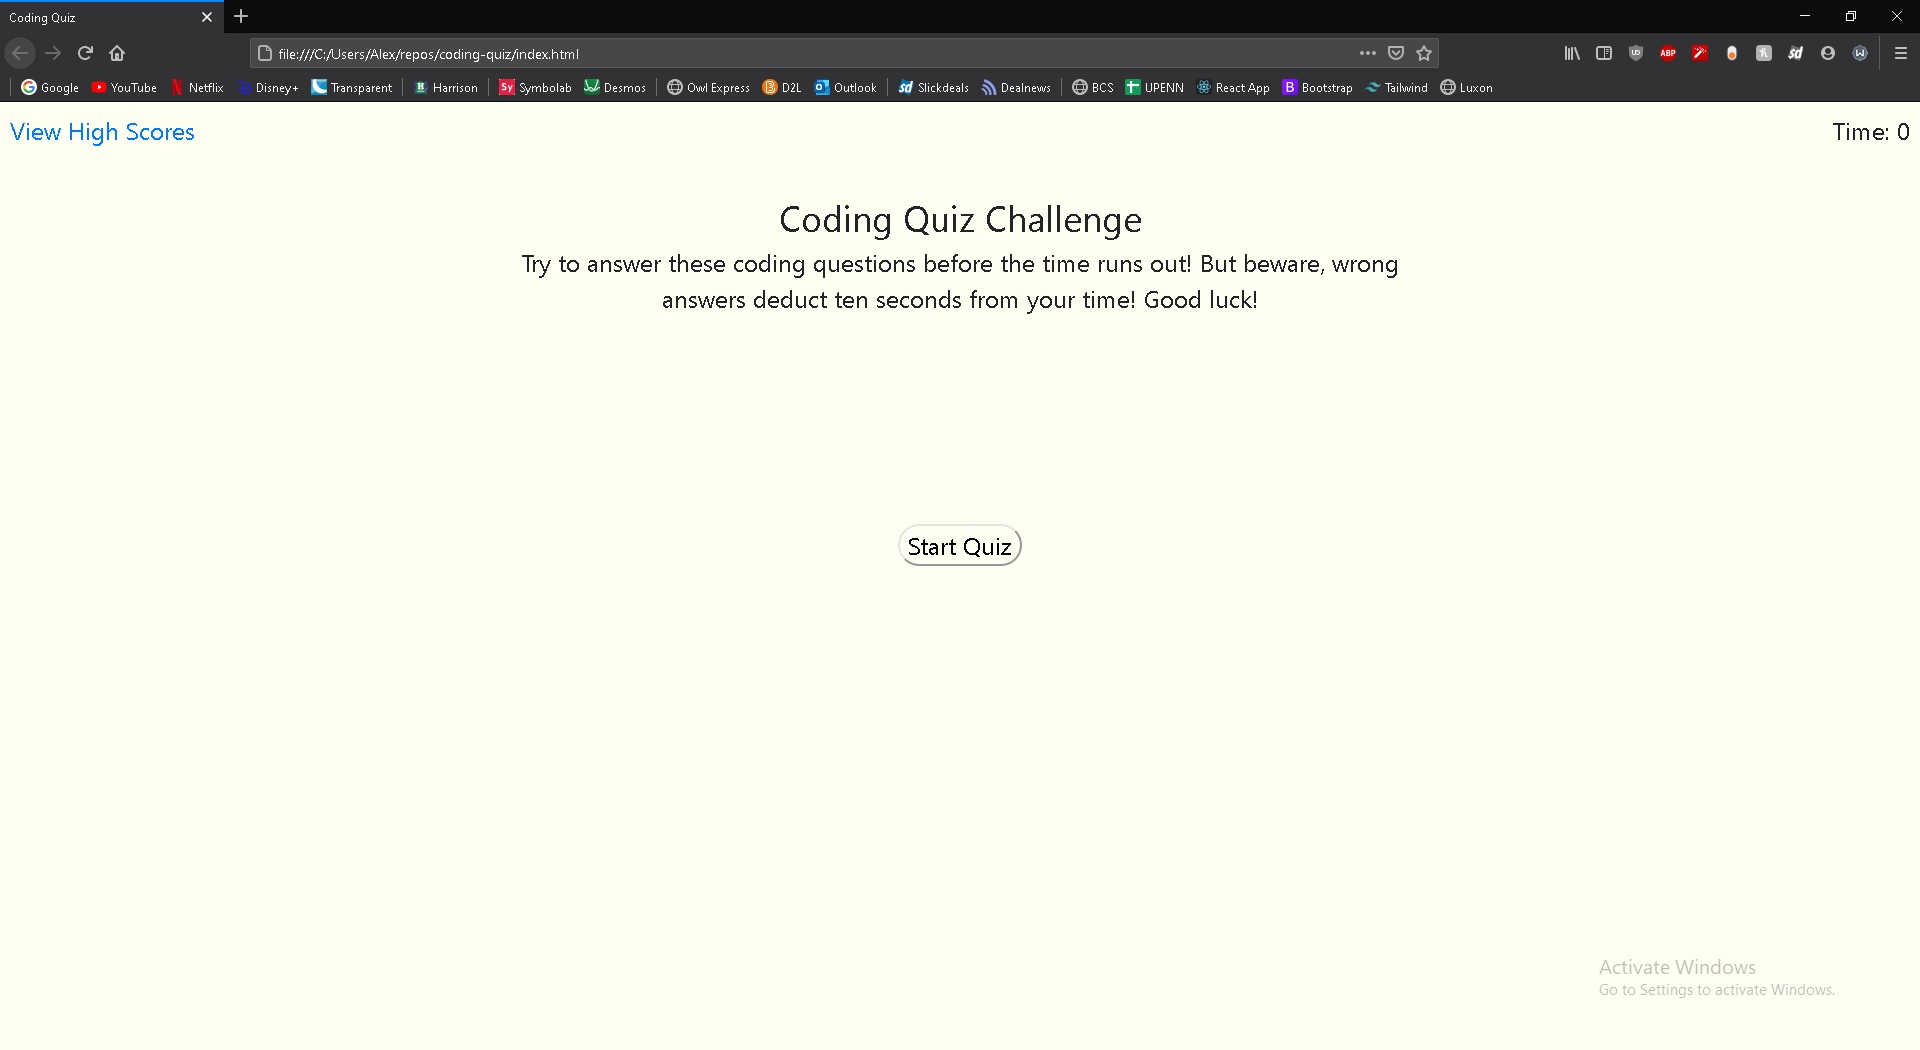 Coding Quiz
file:///C:/Users/Alex/repos/coding-quiz/index.html
ABP
Google YouTube Netflix Disney+ Transparent Harrison Sy Symbolab Desmos Owl Express D2L Outlook sd Slickdeals Dealnews BCS UPENN React App B Bootstrap Tailwind Luxon
View High Scores
Time: 0
Coding Quiz Challenge
Try to answer these coding questions before the time runs out! But beware, wrong
answers deduct ten seconds from your time! Good luck!
Start Quiz
Activate Windows
Go to Settings to activate Windows.